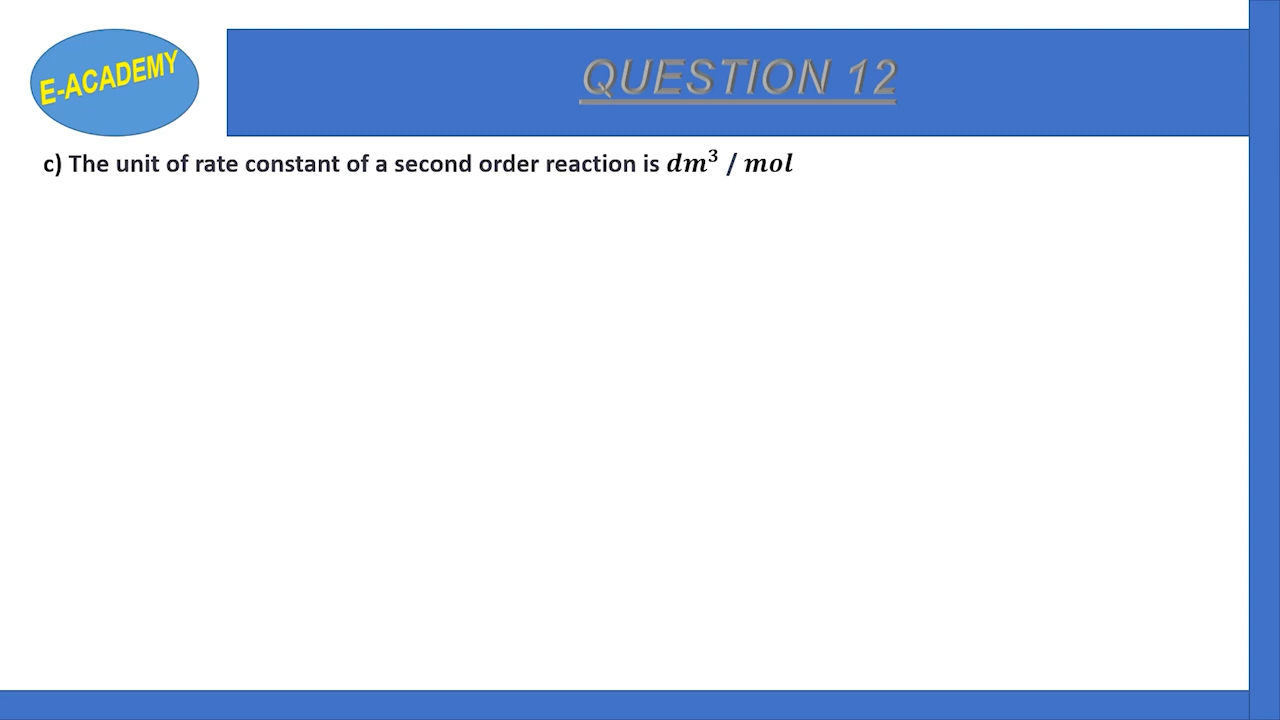 E-ACADEMY
QUESTION 12
c) The unit of rate constant of a second order reaction is dm³ / mol